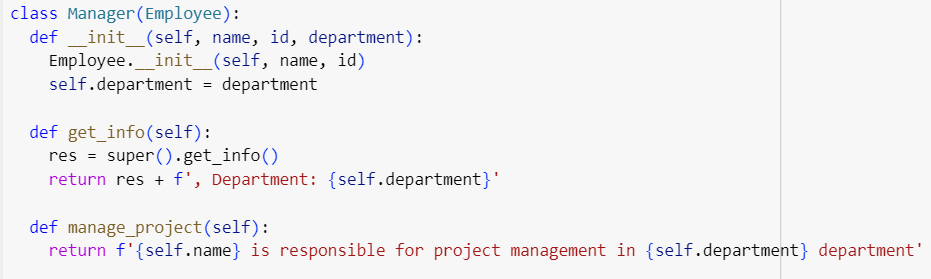 class Manager(Employee):
  def __init__(self, name, id, department):
    Employee.__init__(self, name, id)
    self.department = department

  def get_info(self):
    res = super().get_info()
    return res + f', Department: {self.department}'

  def manage_project(self):
    return f'{self.name} is responsible for project management in {self.department} department'